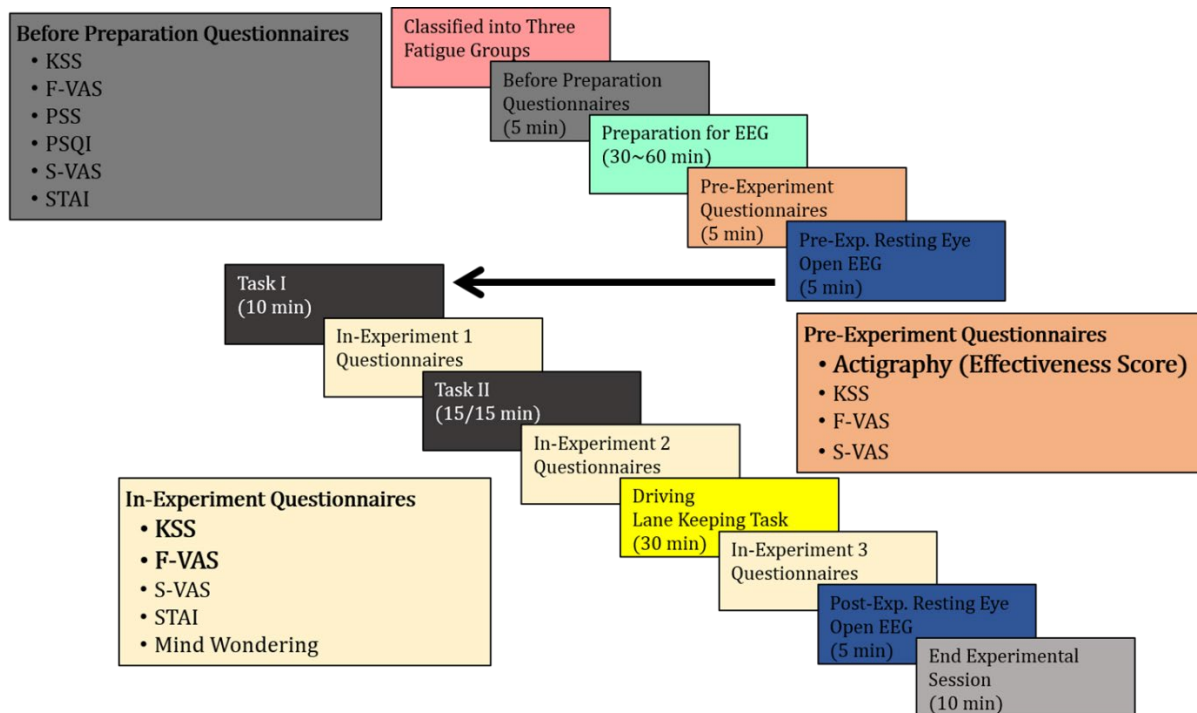 Before Preparation Questionnaires
• KSS
• F-VAS
• PSS
• PSQI
• S-VAS
• STAI
Classified into Three
Fatigue Groups
Before Preparation
Questionnaires
(5 min)
Preparation for EEG
(30~60 min)
Pre-Experiment
Questionnaires
(5 min)
Pre-Exp. Resting Eye
Open EEG
(5 min)
Task I
(10 min)
In-Experiment 1
Questionnaires
Task II
(15/15 min)
In-Experiment 2
Questionnaires
Driving
Lane Keeping Task
(30 min)
In-Experiment 3
Questionnaires
Post-Exp. Resting Eye
Open EEG
(5 min)
End Experimental
Session
(10 min)
Pre-Experiment Questionnaires
• Actigraphy (Effectiveness Score)
• KSS
• F-VAS
• S-VAS
In-Experiment Questionnaires
• KSS
• F-VAS
• S-VAS
• STAI
• Mind Wondering